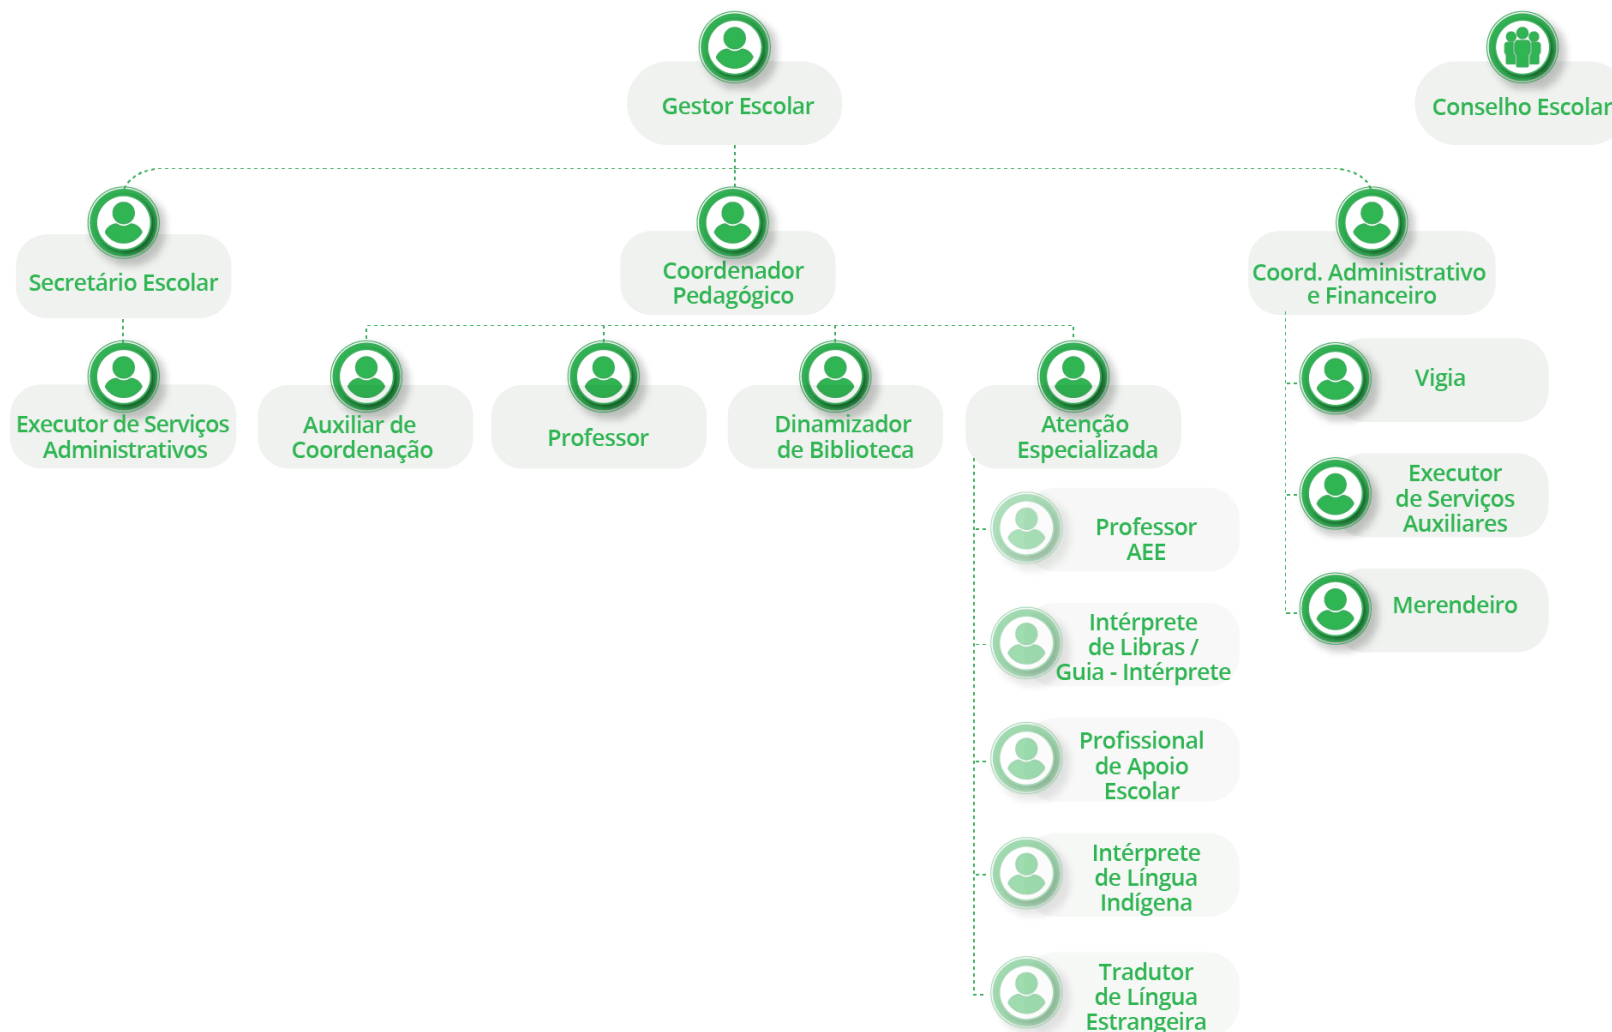 Gestor Escolar
Conselho Escolar
Secretário Escolar
Coordenador
Pedagógico
Coord. Administrativo
e Financeiro
Executor de Serviços
Administrativos
Auxiliar de
Coordenação
Professor
Dinamizador
de Biblioteca
Atenção
Especializada
Professor
AEE
Intérprete
de Libras /
Guia - Intérprete
Profissional
de Apoio
Escolar
Intérprete
de Língua
Indígena
Tradutor
de Língua
Estrangeira
Vigia
Executor
de Serviços
Auxiliares
Merendeiro